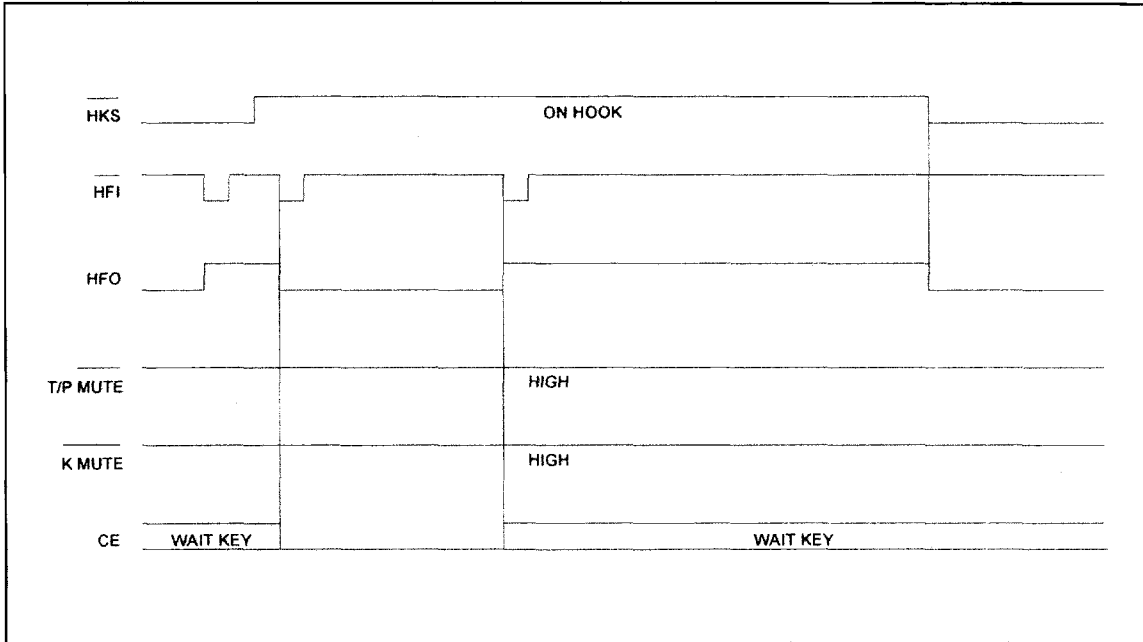 HKS
ON HOOK
HFI
HFO
T/P MUTE
HIGH
K MUTE
HIGH
CE
WAIT KEY
WAIT KEY